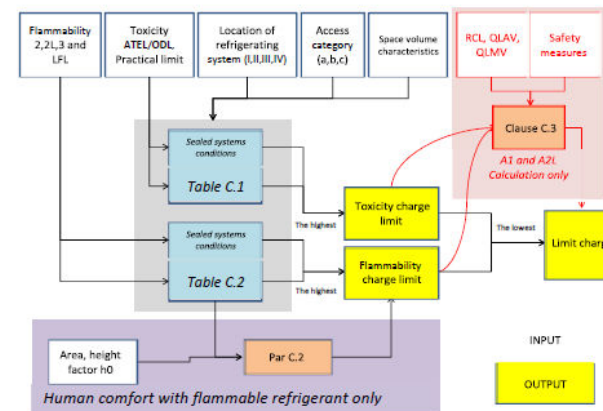 Flammability
2,2L,3 and
LFL
Toxicity
ATEL/ODL,
Practical limit
Location of
refrigerating
system (I,II,III,IV)
Access
category
(a,b,c)
Space volume
characteristics
RCL, QLAV,
QLMV
Safety
measures
Clause C.3
A1 and A2L
Calculation only
Sealed systems
conditions
Table C.1
The highest
Toxicity charge
limit
Sealed systems
conditions
Table C.2
The highest
Flammability
charge limit
The lowest
Limit charge
Area, height
factor h0
Par C.2
Human comfort with flammable refrigerant only
INPUT
OUTPUT